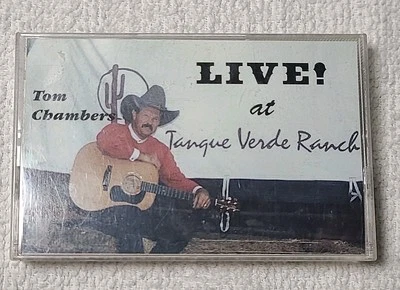 Tom
Chambers
LIVE!
at
Tanque Verde Ranch